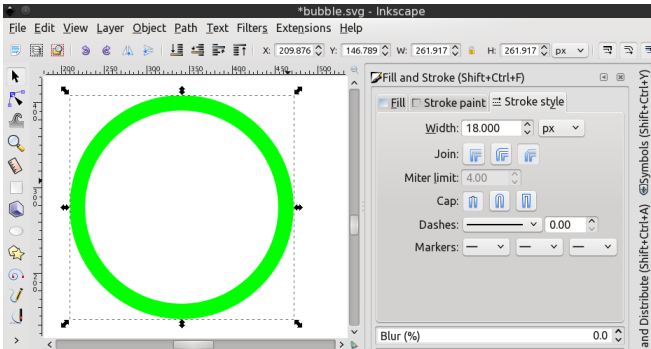 *bubble.svg - Inkscape
File Edit View Layer Object Path Text Filters Extensions Help
X: 209.876 Y: 146.789 W: 261.917 H: 261.917 px
200 250 300 350 400 450 500
Fill and Stroke (Shift+Ctrl+F)
Fill Stroke paint Stroke style
Width: 18.000 px
Join:
Miter limit: 4.00
Cap:
Dashes: 0.00
Markers:
Blur (%) 0.0
400
300
200
Symbols (Shift+Ctrl+Y)
and Distribute (Shift+Ctrl+A)